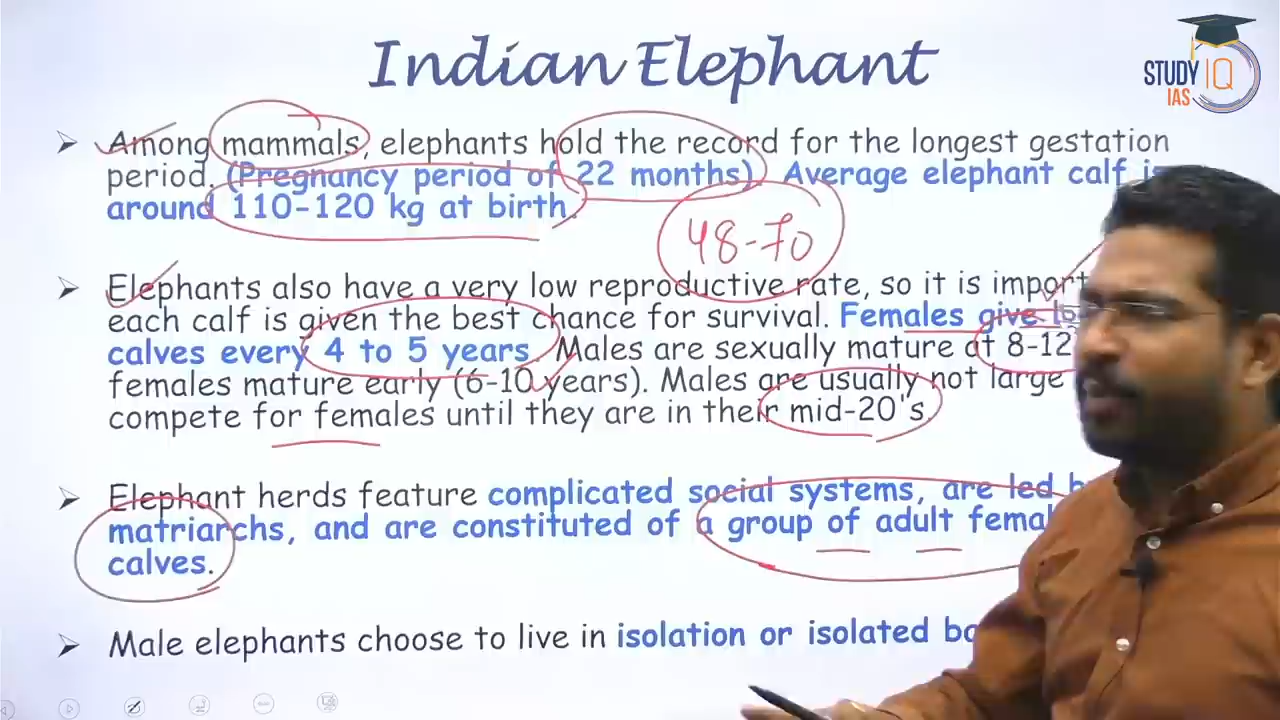 Indian Elephant
STUDY IQ
IAS
Among mammals, elephants hold the record for the longest gestation
period. (Pregnancy period of 22 months). Average elephant calf is
around 110-120 kg at birth.
48-70
Elephants also have a very low reproductive rate, so it is
each calf is given the best chance for survival. Females give
calves every 4 to 5 years. Males are sexually mature at 8-12
females mature early (6-10 years). Males are usually not large
compete for females until they are in their mid-20's.
Elephant herds feature complicated social systems, are led
matriarchs, and are constituted of a group of adult
calves.
Male elephants choose to live in isolation or isolated